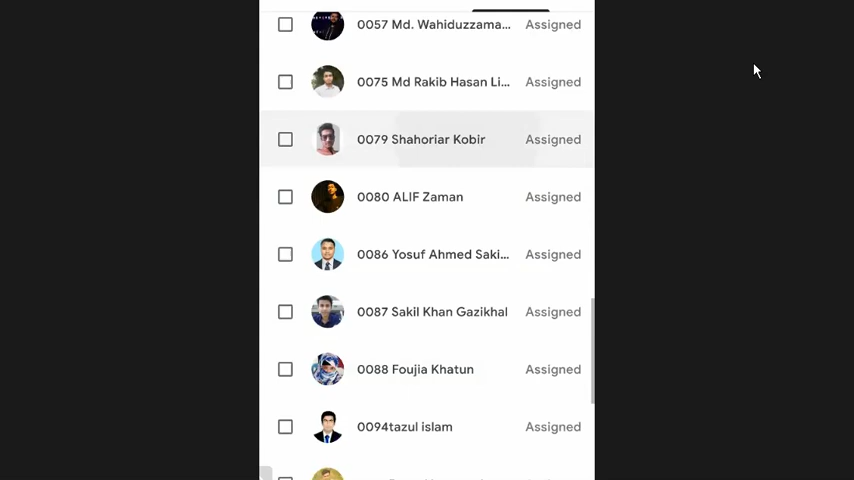 0057 Md. Wahiduzzama... Assigned
0075 Md Rakib Hasan Li... Assigned
0079 Shahoriar Kobir Assigned
0080 ALIF Zaman Assigned
0086 Yosuf Ahmed Saki... Assigned
0087 Sakil Khan Gazikhal Assigned
0088 Foujia Khatun Assigned
0094tazul islam Assigned